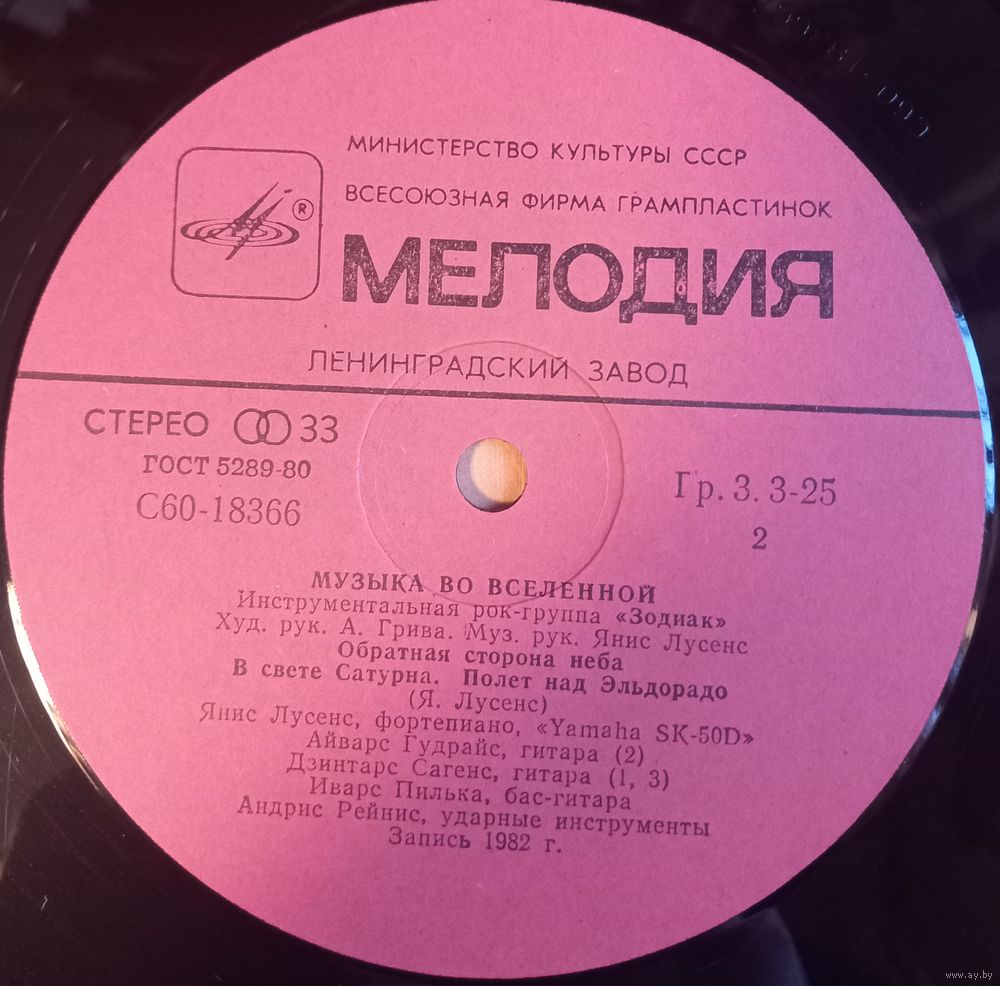 МИНИСТЕРСТВО КУЛЬТУРЫ СССР
ВСЕСОЮЗНАЯ ФИРМА ГРАМПЛАСТИНОК
®
МЕЛОДИЯ
ЛЕНИНГРАДСКИЙ ЗАВОД
СТЕРЕО 33
ГОСТ 5289-80
С60-18366
Гр. 3. 3-25
2
МУЗЫКА ВО ВСЕЛЕННОЙ
Инструментальная рок-группа «Зодиак»
Худ. рук. А. Грива. Муз. рук. Янис Лусенс
Обратная сторона неба
В свете Сатурна. Полет над Эльдорадо
(Я. Лусенс)
Янис Лусенс, фортепиано, «Yamaha SK-50D»
Айварс Гудрайс, гитара (2)
Дзинтарс Сагенс, гитара (1, 3)
Иварс Пилька, бас-гитара
Андрис Рейнис, ударные инструменты
Запись 1982 г.
www.ay.by